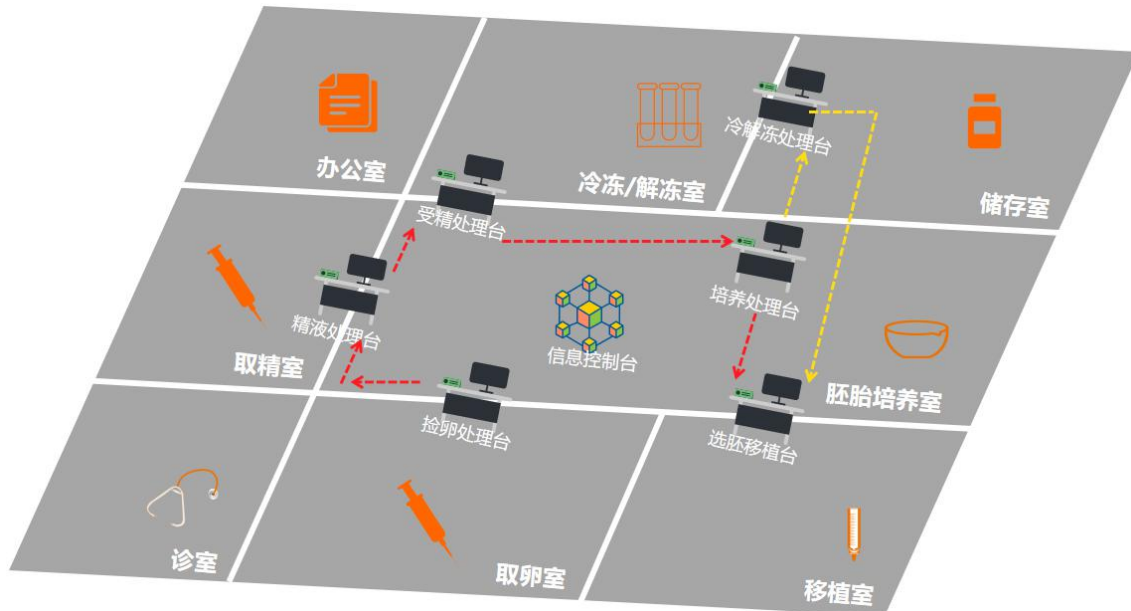 办公室
冷冻/解冻室
冷解冻处理台
储存室
受精处理台
取精室
精液处理台
信息控制台
培养处理台
胚胎培养室
捡卵处理台
选胚移植台
诊室
取卵室
移植室